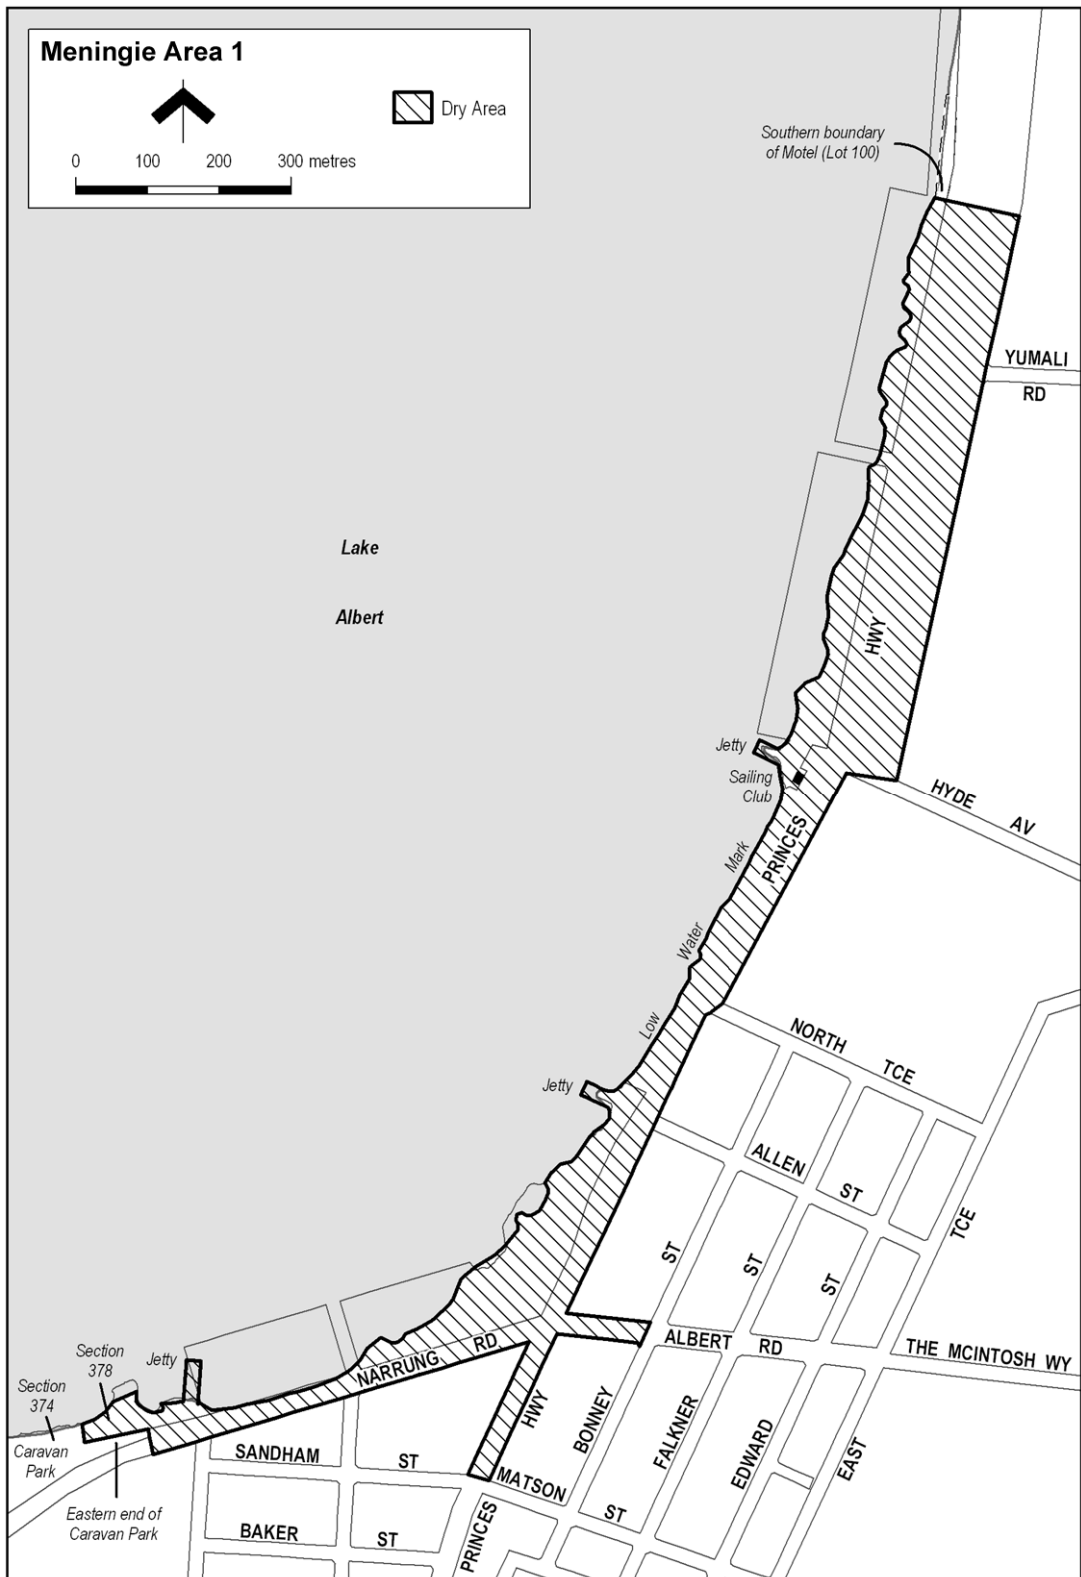 Meningie Area 1
Dry Area
0 100 200 300 metres
Southern boundary
of Motel (Lot 100)
YUMALI
RD
Lake
Albert
HWY
Jetty
Sailing
Club
HYDE
AV
PRINCES
Mark
Water
Low
NORTH
TCE
Jetty
ALLEN
ST
TCE
ST
ST
ST
ALBERT RD
THE MCINTOSH WY
NARRUNG RD
Section
378
Jetty
Section
374
Caravan
Park
HWY
BONNEY
FALKNER
EDWARD
EAST
SANDHAM
ST
MATSON
ST
Eastern end of
Caravan Park
BAKER
ST
PRINCES